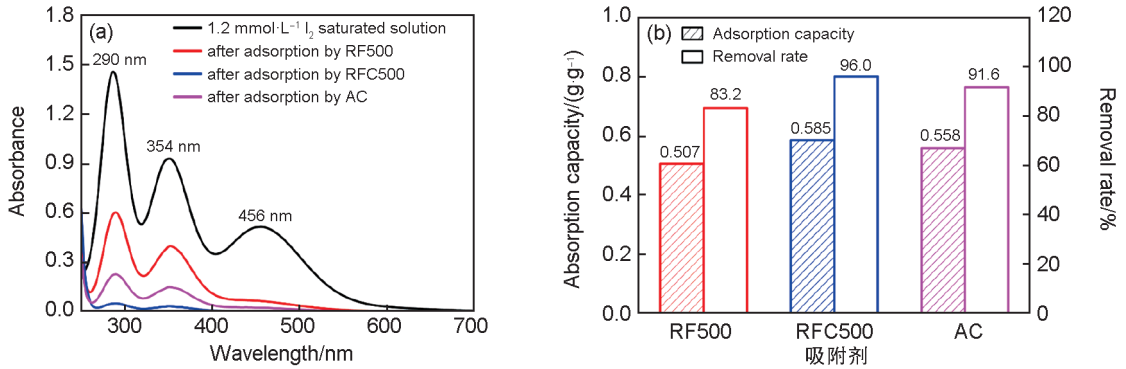 (a)
1.2 mmol·L⁻¹ I₂ saturated solution
after adsorption by RF500
after adsorption by RFC500
after adsorption by AC
290 nm
354 nm
456 nm
Absorbance
1.8
1.5
1.2
0.9
0.6
0.3
0.0
300 400 500 600 700
Wavelength/nm
(b)
Adsorption capacity
Removal rate
Absorption capacity/(g·g⁻¹)
1.0
0.8
0.6
0.4
0.2
0.0
0.507
83.2
0.585
96.0
0.558
91.6
120
100
80
60
40
20
0
Removal rate/%
RF500 RFC500 AC
吸附剂